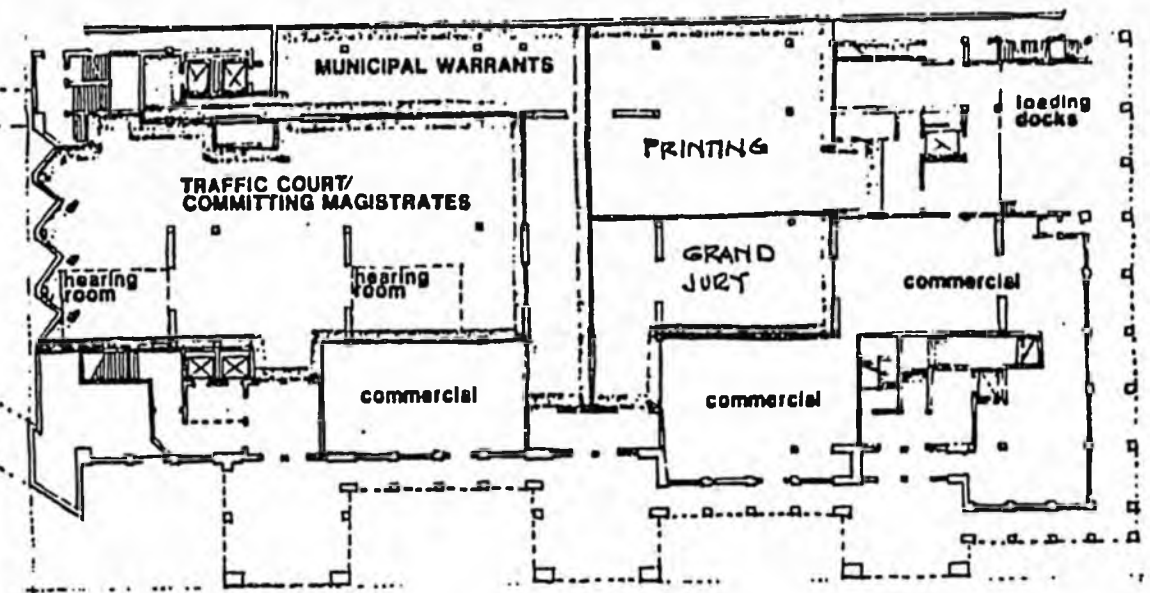 MUNICIPAL WARRANTS
loading
docks
PRINTING
TRAFFIC COURT/
COMMITTING MAGISTRATES
GRAND
JURY
hearing
room
hearing
room
commercial
commercial
commercial